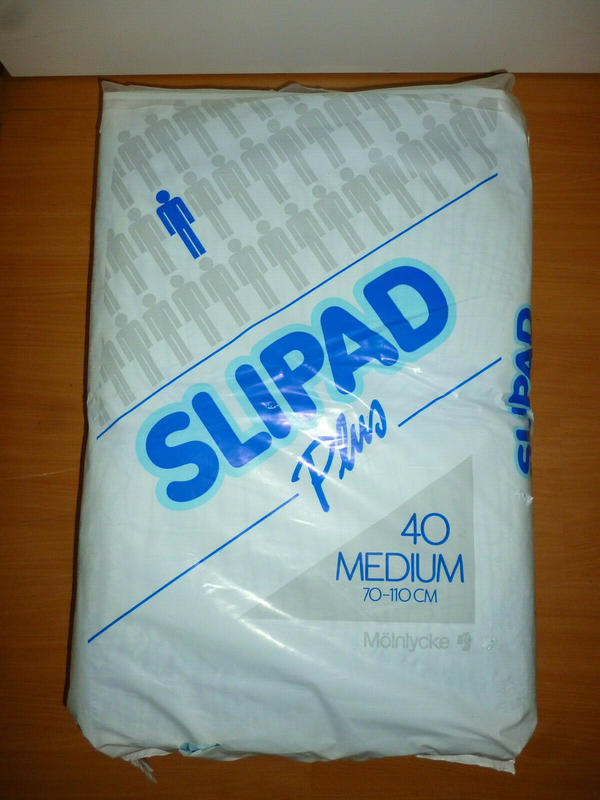 SLIPAD
Plus
40
MEDIUM
70-110 CM
Mölnlycke
SLIPAD